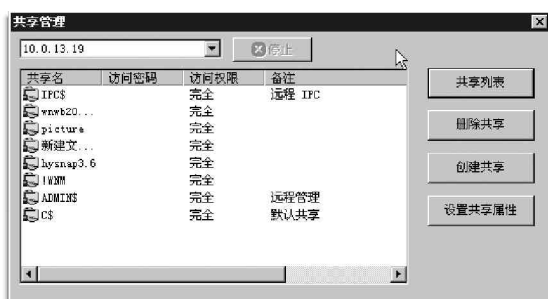 共享管理
10.0.13.19 停止
共享名 访问密码 访问权限 备注
IPC$ 完全 远程 IPC
wnwb20... 完全
picture 完全
新建文... 完全
hysnap3.6 完全
!WNM 完全
ADMIN$ 完全 远程管理
C$ 完全 默认共享
共享列表
删除共享
创建共享
设置共享属性